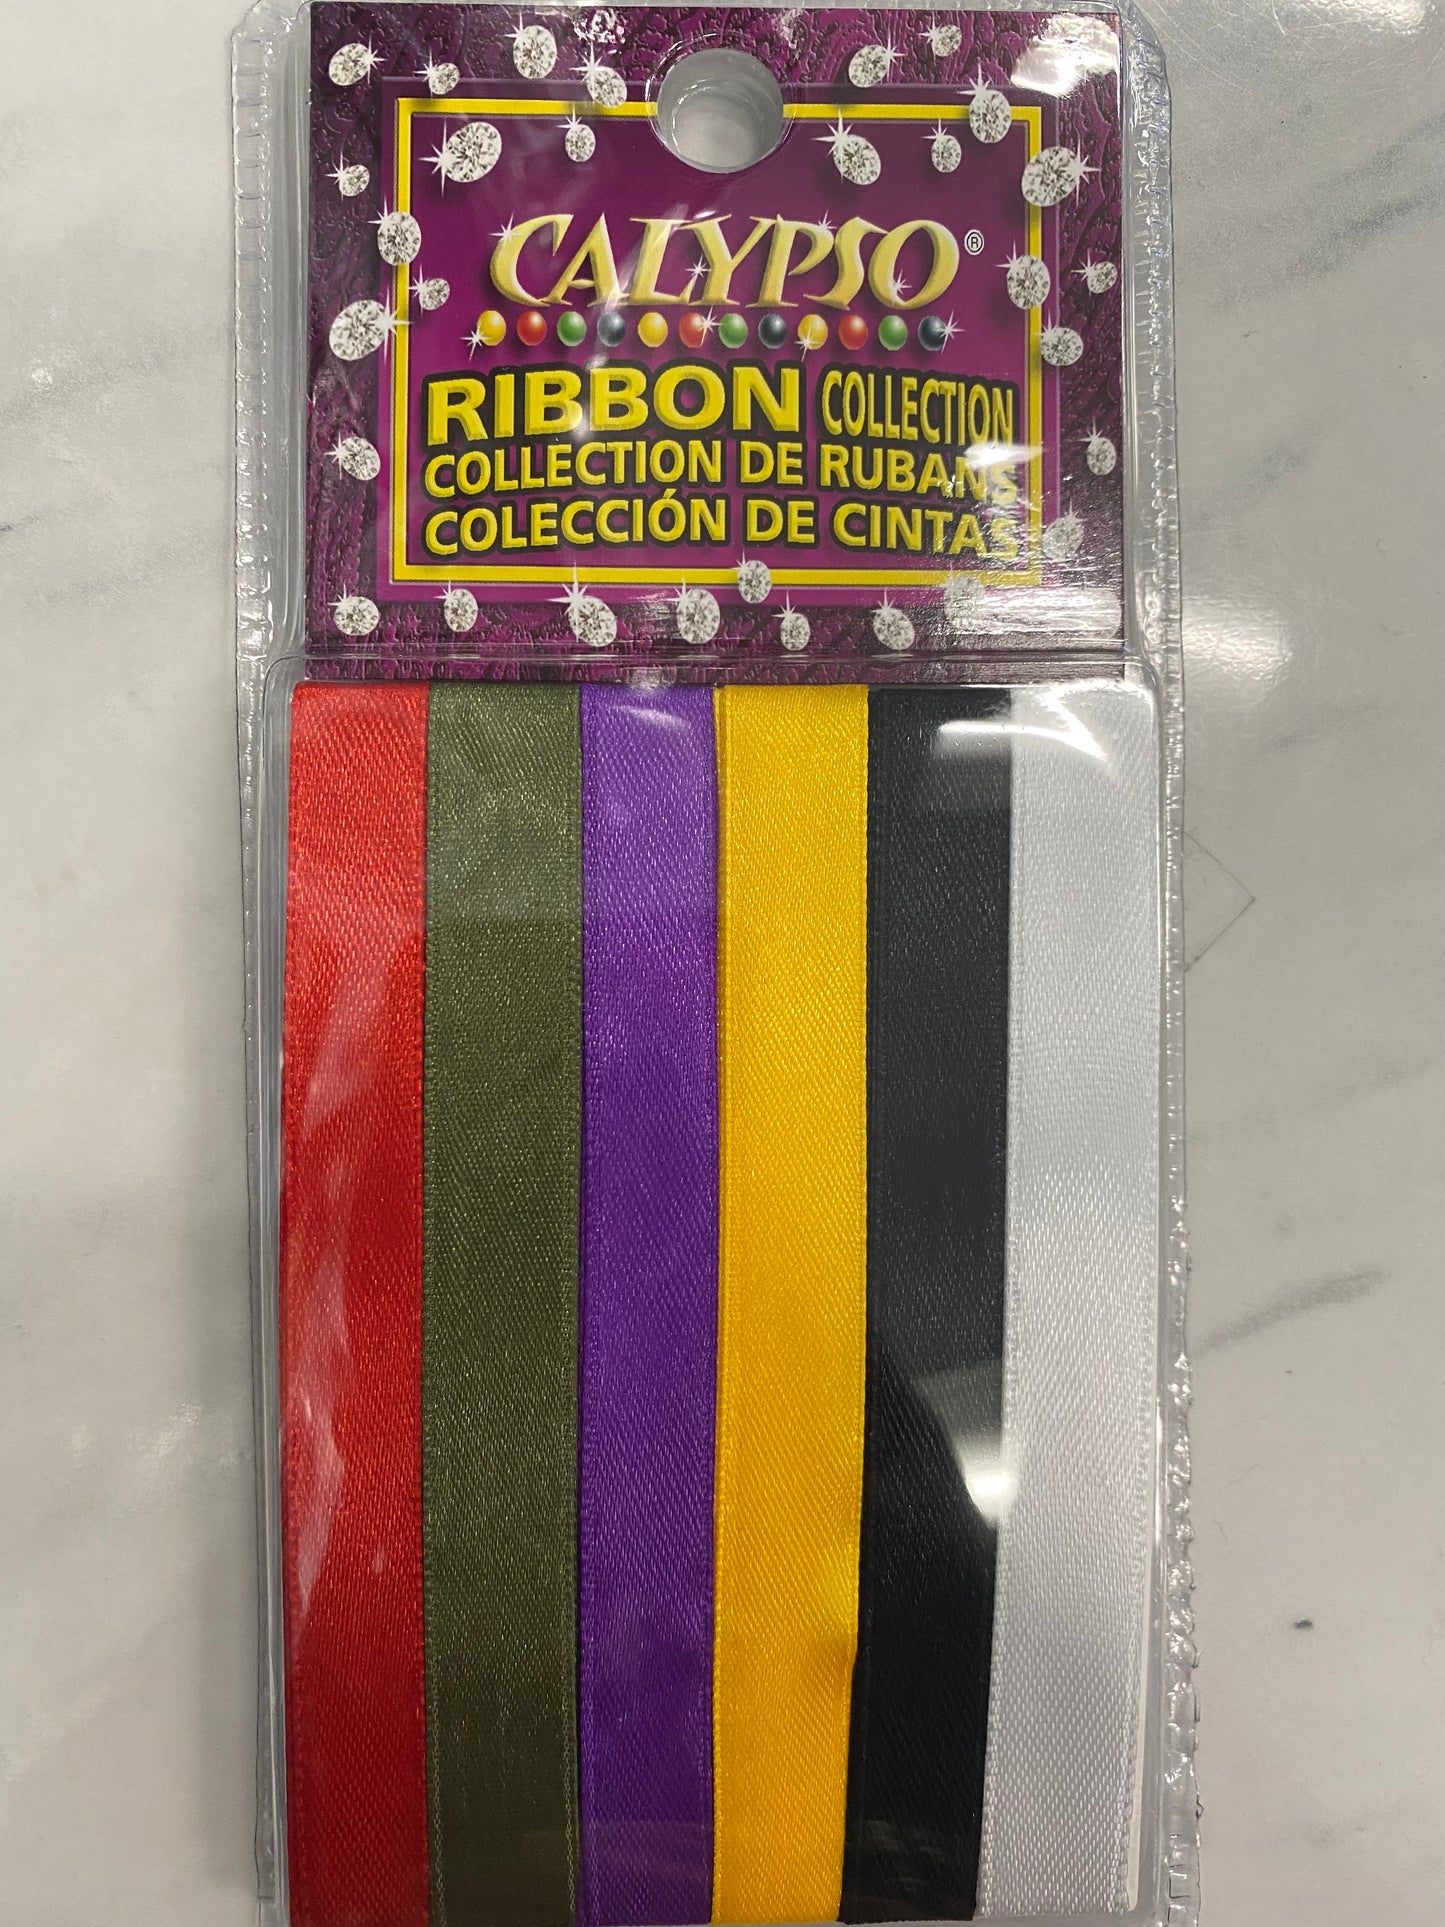 CALYPSO®
RIBBON COLLECTION
COLLECTION DE RUBANS
COLECCIÓN DE CINTAS